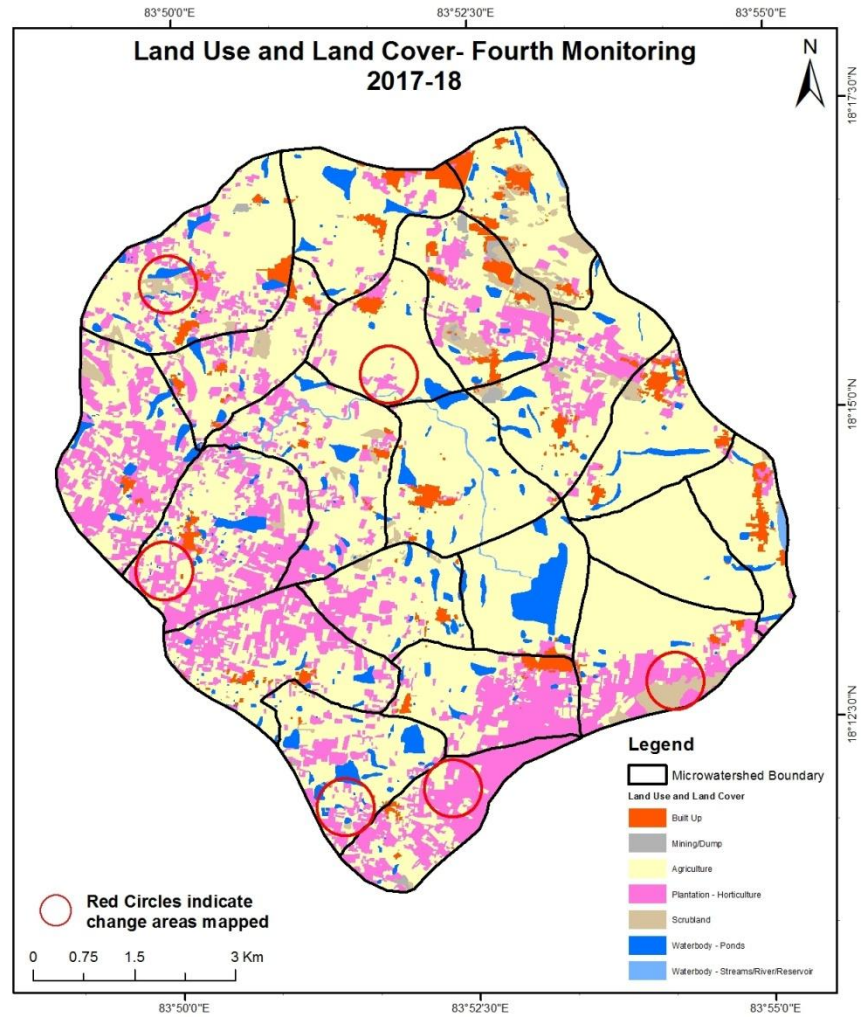 83°50'0"E 83°52'30"E 83°55'0"E
Land Use and Land Cover- Fourth Monitoring
2017-18
N
18°17'30"N
18°15'0"N
18°12'30"N
Legend
Microwatershed Boundary
Land Use and Land Cover
Built Up
Mining/Dump
Agriculture
Plantation - Horticulture
Scrubland
Waterbody - Ponds
Waterbody - Streams/River/Reservoir
Red Circles indicate
change areas mapped
0 0.75 1.5 3 Km
83°50'0"E 83°52'30"E 83°55'0"E